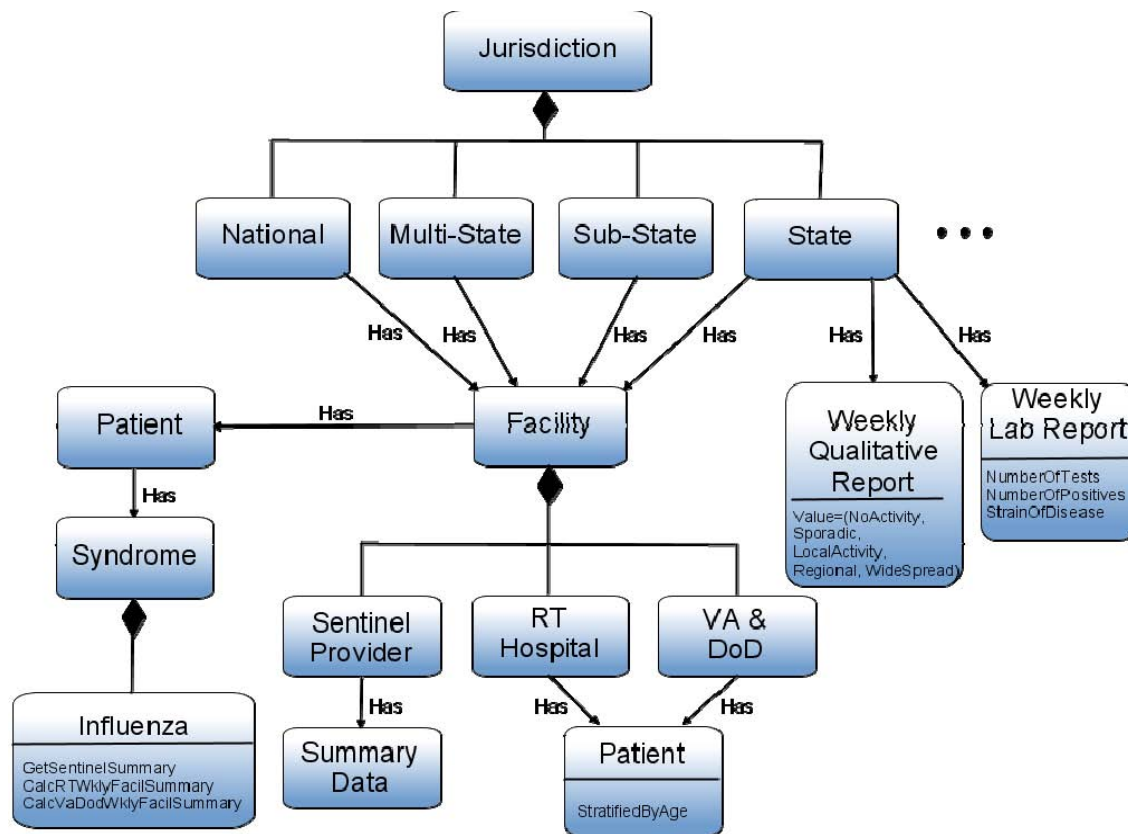 Jurisdiction
National
Multi-State
Sub-State
State
Has
Has
Has
Has
Has
Has
Patient
Has
Facility
Weekly
Qualitative
Report
Value=(NoActivity,
Sporadic,
LocalActivity,
Regional, WideSpread)
Weekly
Lab Report
NumberOfTests
NumberOfPositives
StrainOfDisease
Has
Syndrome
Sentinel
Provider
RT
Hospital
VA &
DoD
Has
Has
Has
Influenza
GetSentinelSummary
CalcRTWklyFacilSummary
CalcVaDodWklyFacilSummary
Summary
Data
Patient
StratifiedByAge